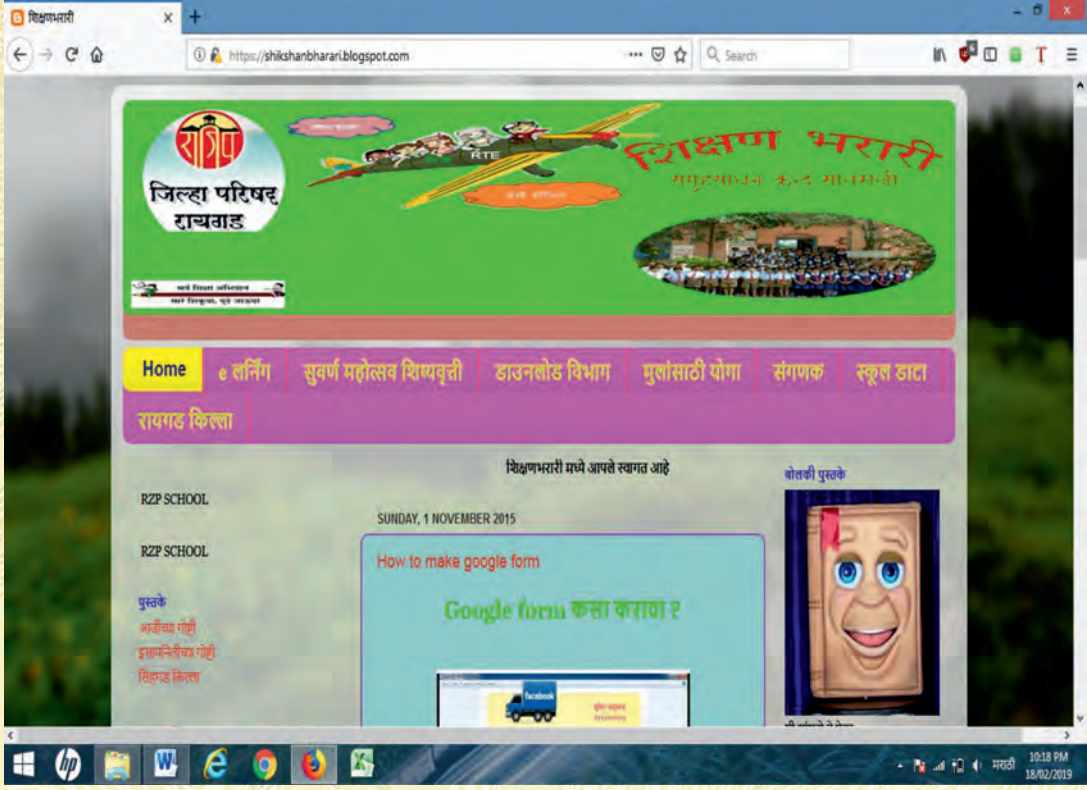 शिक्षणभरारी
https://shikshanbharari.blogspot.com
Search
जिल्हा परिषद
रायगड
RTE
शिक्षण भरारी
Home
e लर्निंग
सुवर्ण महोत्सव शिष्यवृत्ती
डाउनलोड विभाग
मुलांसाठी योगा
संगणक
स्कूल डाटा
रायगड किल्ला
RZP SCHOOL
RZP SCHOOL
पुस्तके
आजीच्या गोष्टी
इसापनितीच्या गोष्टी
सिंहगड किल्ला
शिक्षणभरारी मध्ये आपले स्वागत आहे
SUNDAY, 1 NOVEMBER 2015
How to make google form
Google form कसा करावा ?
facebook
बोलकी पुस्तके
मराठी
10:18 PM
18/02/2019